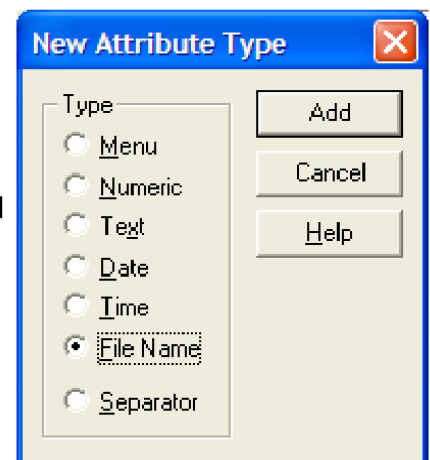 New Attribute Type
Type
Menu
Numeric
Text
Date
Time
File Name
Separator
Add
Cancel
Help